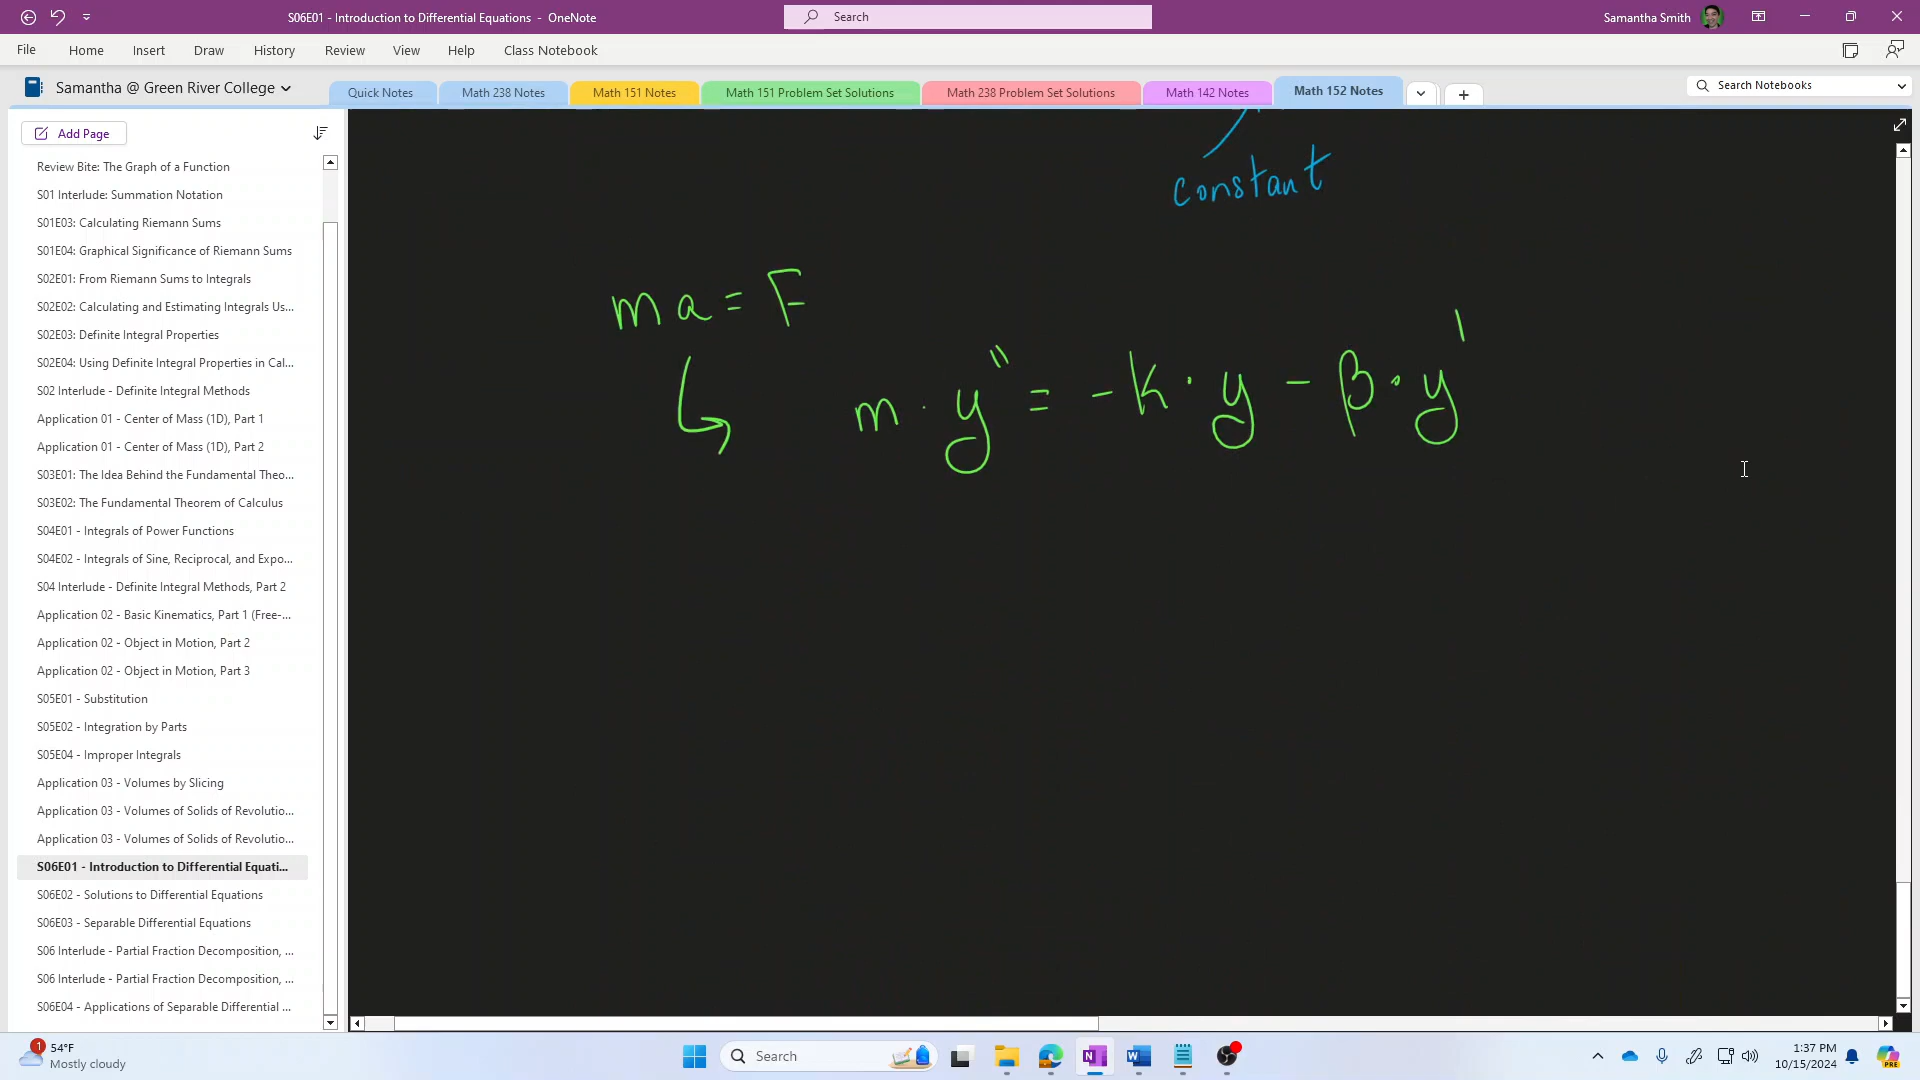 S06E01 - Introduction to Differential Equations - OneNote
Search
Samantha Smith
File Home Insert Draw History Review View Help Class Notebook
Samantha @ Green River College
Quick Notes
Math 238 Notes
Math 151 Notes
Math 151 Problem Set Solutions
Math 238 Problem Set Solutions
Math 142 Notes
Math 152 Notes
Search Notebooks
Add Page
Review Bite: The Graph of a Function
S01 Interlude: Summation Notation
S01E03: Calculating Riemann Sums
S01E04: Graphical Significance of Riemann Sums
S02E01: From Riemann Sums to Integrals
S02E02: Calculating and Estimating Integrals Us...
S02E03: Definite Integral Properties
S02E04: Using Definite Integral Properties in Cal...
S02 Interlude - Definite Integral Methods
Application 01 - Center of Mass (1D), Part 1
Application 01 - Center of Mass (1D), Part 2
S03E01: The Idea Behind the Fundamental Theo...
S03E02: The Fundamental Theorem of Calculus
S04E01 - Integrals of Power Functions
S04E02 - Integrals of Sine, Reciprocal, and Expo...
S04 Interlude - Definite Integral Methods, Part 2
Application 02 - Basic Kinematics, Part 1 (Free-...
Application 02 - Object in Motion, Part 2
Application 02 - Object in Motion, Part 3
S05E01 - Substitution
S05E02 - Integration by Parts
S05E04 - Improper Integrals
Application 03 - Volumes by Slicing
Application 03 - Volumes of Solids of Revolutio...
Application 03 - Volumes of Solids of Revolutio...
S06E01 - Introduction to Differential Equati...
S06E02 - Solutions to Differential Equations
S06E03 - Separable Differential Equations
S06 Interlude - Partial Fraction Decomposition, ...
S06 Interlude - Partial Fraction Decomposition, ...
S06E04 - Applications of Separable Differential ...
constant
ma = F
m · y'' = -k · y - β · y'
1
54°F
Mostly cloudy
Search
1:37 PM
10/15/2024
PRE